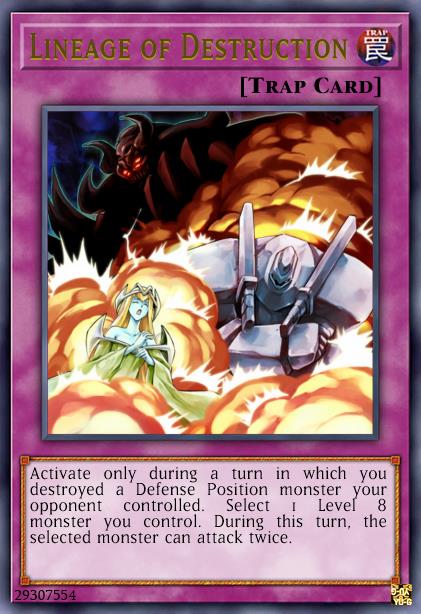 LINEAGE OF DESTRUCTION
TRAP
罠
[TRAP CARD]
Activate only during a turn in which you
destroyed a Defense Position monster your
opponent controlled. Select 1 Level 8
monster you control. During this turn, the
selected monster can attack twice.
29307554